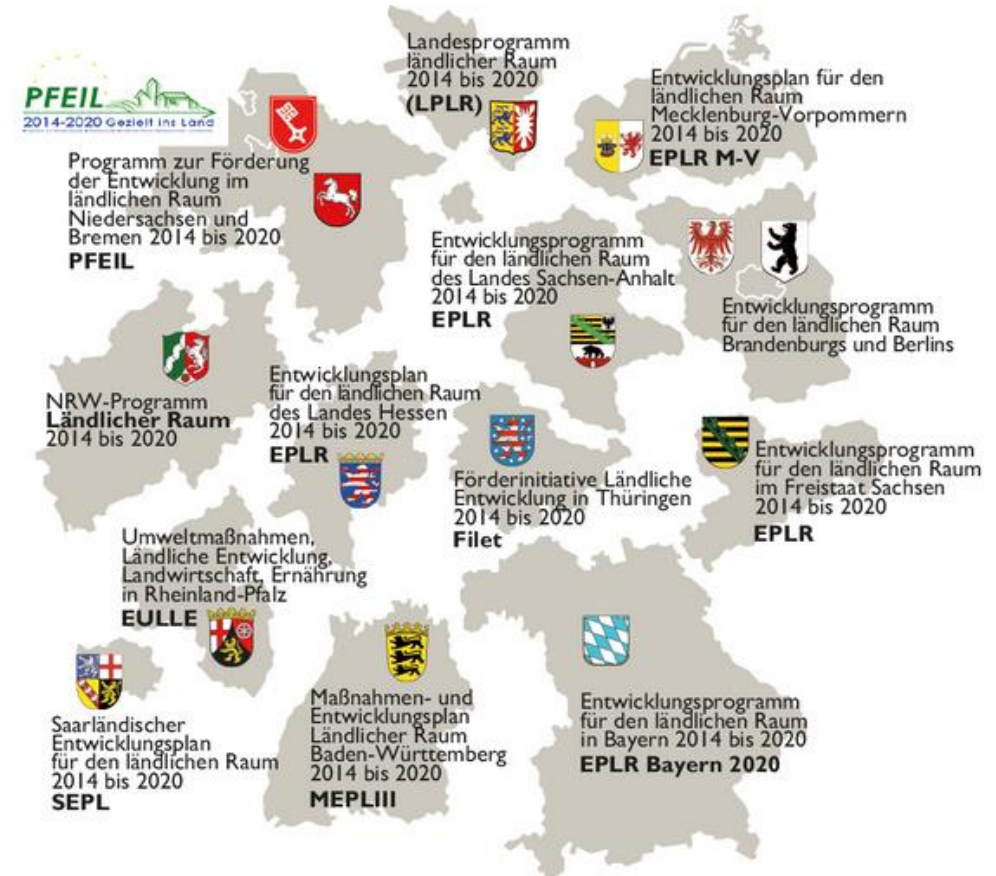 PFEIL
2014-2020 Gezielt ins Land
Programm zur Förderung
der Entwicklung im
ländlichen Raum
Niedersachsen und
Bremen 2014 bis 2020
PFEIL
Landesprogramm
ländlicher Raum
2014 bis 2020
(LPLR)
Entwicklungsplan für den
ländlichen Raum
Mecklenburg-Vorpommern
2014 bis 2020
EPLR M-V
Entwicklungsprogramm
für den ländlichen Raum
des Landes Sachsen-Anhalt
2014 bis 2020
EPLR
Entwicklungsprogramm
für den ländlichen Raum
Brandenburgs und Berlins
NRW-Programm
Ländlicher Raum
2014 bis 2020
Entwicklungsplan
für den ländlichen Raum
des Landes Hessen
2014 bis 2020
EPLR
Förderinitiative Ländliche
Entwicklung in Thüringen
2014 bis 2020
Filet
Entwicklungsprogramm
für den ländlichen Raum
im Freistaat Sachsen
2014 bis 2020
EPLR
Umweltmaßnahmen,
Ländliche Entwicklung,
Landwirtschaft, Ernährung
in Rheinland-Pfalz
EULLE
Saarländischer
Entwicklungsplan
für den ländlichen Raum
2014 bis 2020
SEPL
Maßnahmen- und
Entwicklungsplan
Ländlicher Raum
Baden-Württemberg
2014 bis 2020
MEPLIII
Entwicklungsprogramm
für den ländlichen Raum
in Bayern 2014 bis 2020
EPLR Bayern 2020